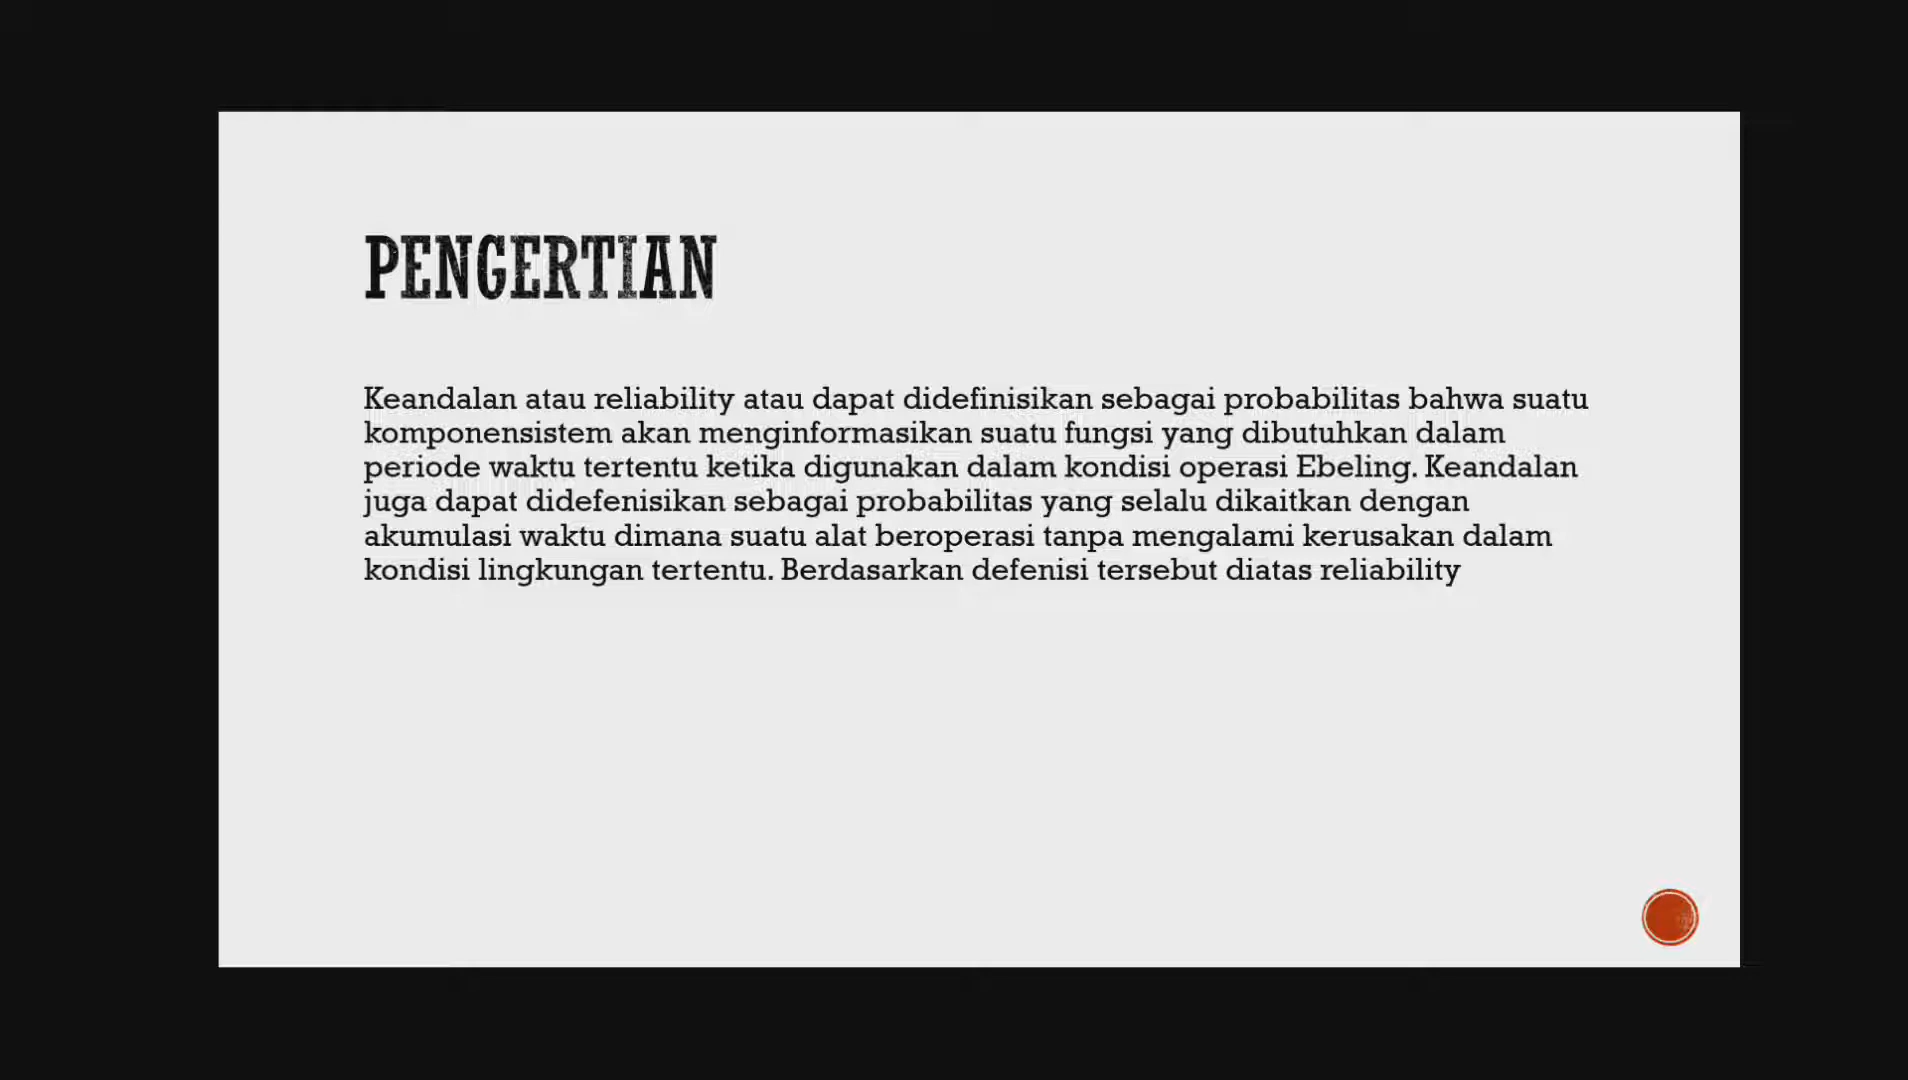 PENGERTIAN
Keandalan atau reliability atau dapat didefinisikan sebagai probabilitas bahwa suatu
komponensistem akan menginformasikan suatu fungsi yang dibutuhkan dalam
periode waktu tertentu ketika digunakan dalam kondisi operasi Ebeling. Keandalan
juga dapat didefenisikan sebagai probabilitas yang selalu dikaitkan dengan
akumulasi waktu dimana suatu alat beroperasi tanpa mengalami kerusakan dalam
kondisi lingkungan tertentu. Berdasarkan defenisi tersebut diatas reliability